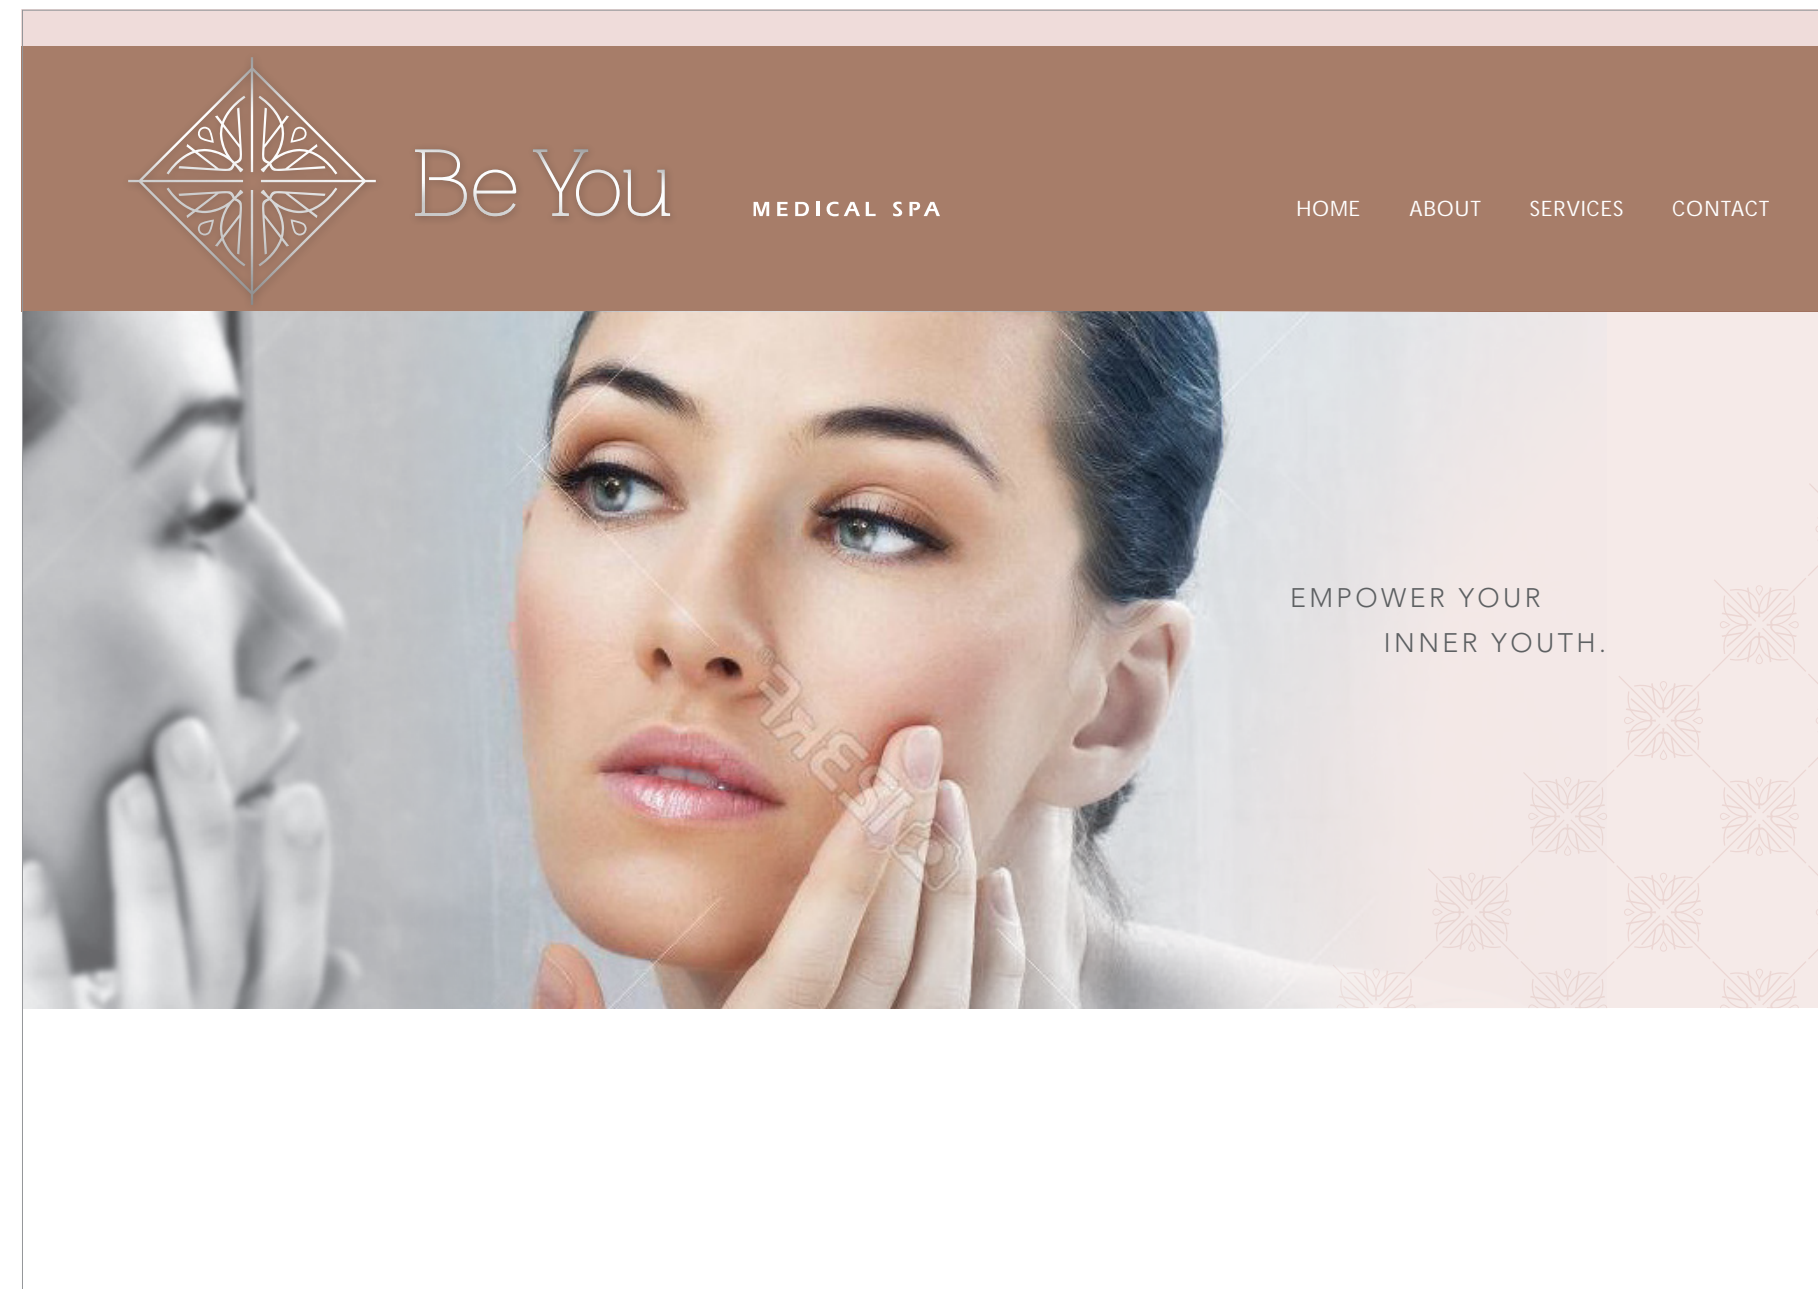 Be You
MEDICAL SPA
HOME ABOUT SERVICES CONTACT
EMPOWER YOUR
INNER YOUTH.